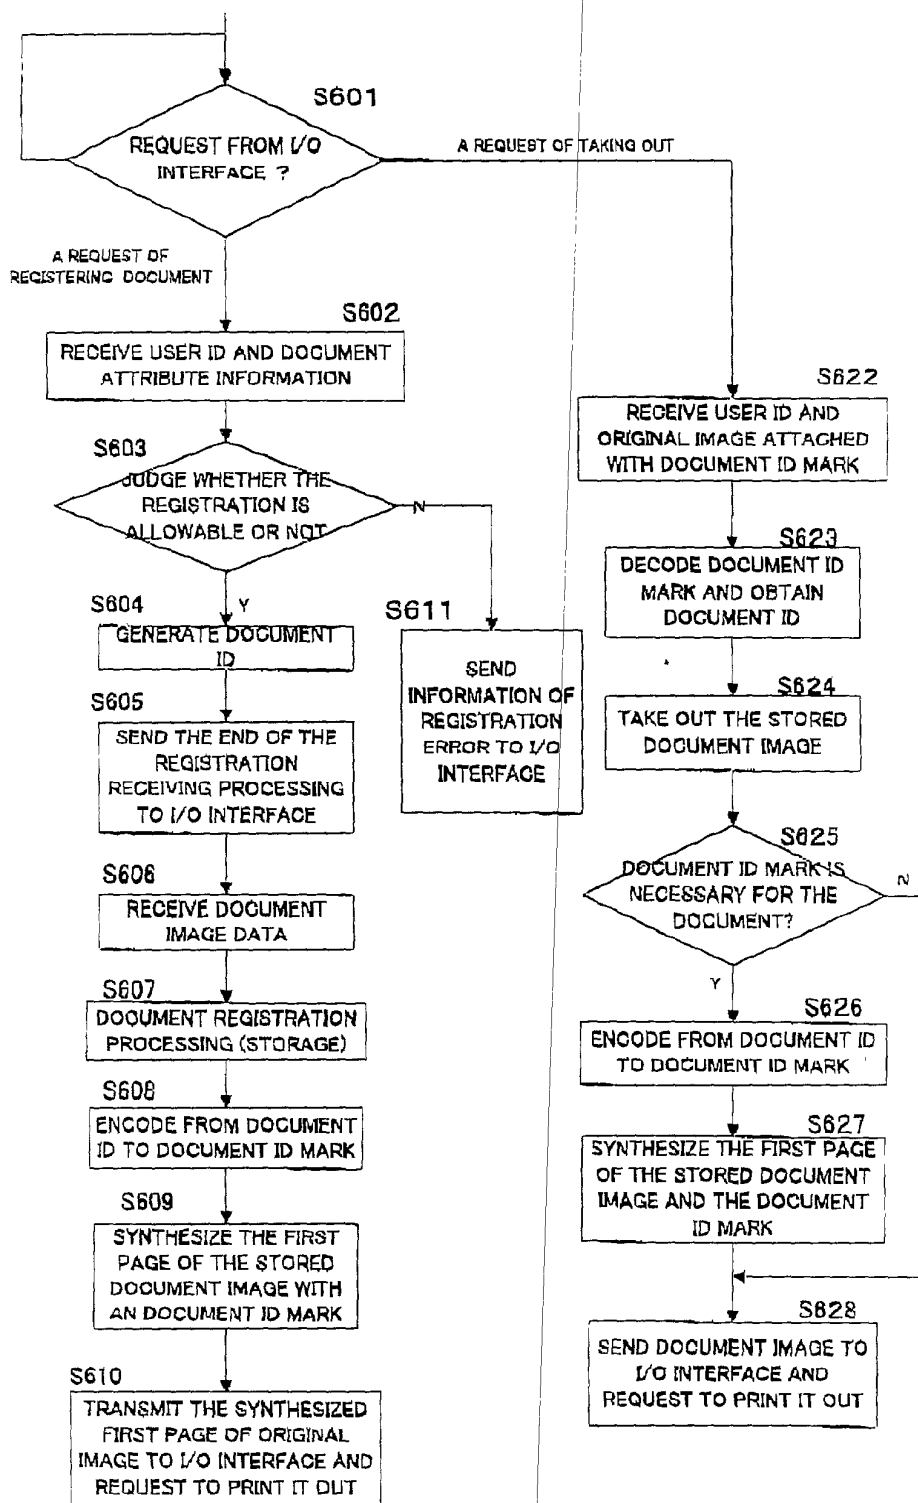 S601
REQUEST FROM I/O
INTERFACE ?
A REQUEST OF TAKING OUT
A REQUEST OF
REGISTERING DOCUMENT
S602
RECEIVE USER ID AND DOCUMENT
ATTRIBUTE INFORMATION
S603
JUDGE WHETHER THE
REGISTRATION IS
ALLOWABLE OR NOT
N
Y
S604
GENERATE DOCUMENT
ID
S605
SEND THE END OF THE
REGISTRATION
RECEIVING PROCESSING
TO I/O INTERFACE
S606
RECEIVE DOCUMENT
IMAGE DATA
S607
DOCUMENT REGISTRATION
PROCESSING (STORAGE)
S608
ENCODE FROM DOCUMENT
ID TO DOCUMENT ID MARK
S609
SYNTHESIZE THE FIRST
PAGE OF THE STORED
DOCUMENT IMAGE WITH
AN DOCUMENT ID MARK
S610
TRANSMIT THE SYNTHESIZED
FIRST PAGE OF ORIGINAL
IMAGE TO I/O INTERFACE AND
REQUEST TO PRINT IT OUT
S611
SEND
INFORMATION OF
REGISTRATION
ERROR TO I/O
INTERFACE
S622
RECEIVE USER ID AND
ORIGINAL IMAGE ATTACHED
WITH DOCUMENT ID MARK
S623
DECODE DOCUMENT ID
MARK AND OBTAIN
DOCUMENT ID
S624
TAKE OUT THE STORED
DOCUMENT IMAGE
S625
DOCUMENT ID MARK IS
NECESSARY FOR THE
DOCUMENT?
N
Y
S626
ENCODE FROM DOCUMENT ID
TO DOCUMENT ID MARK
S627
SYNTHESIZE THE FIRST PAGE
OF THE STORED DOCUMENT
IMAGE AND THE DOCUMENT
ID MARK
S628
SEND DOCUMENT IMAGE TO
I/O INTERFACE AND
REQUEST TO PRINT IT OUT